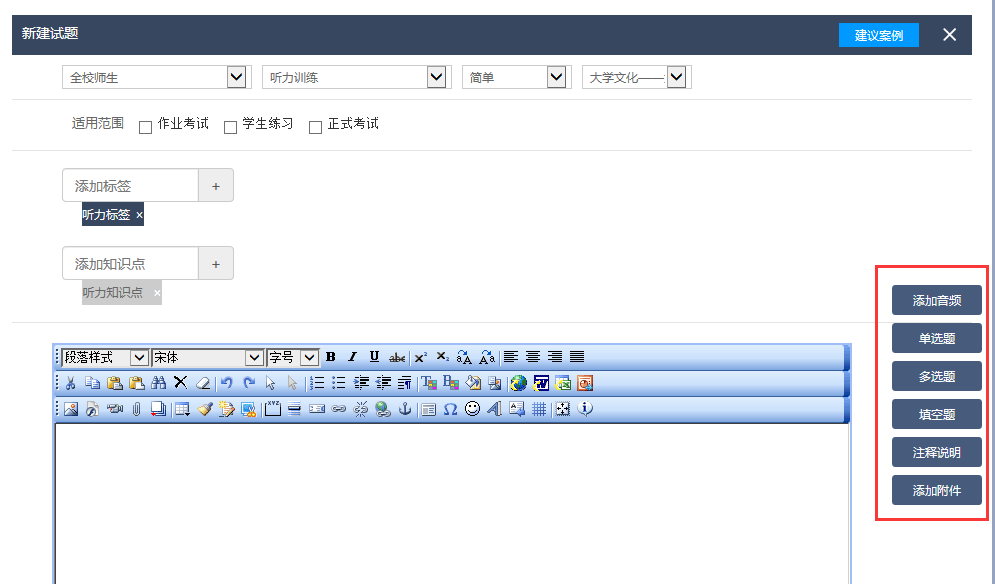 新建试题 建议案例
全校师生 听力训练 简单 大学文化——
适用范围 作业考试 学生练习 正式考试
添加标签 +
听力标签 ×
添加知识点 +
听力知识点 ×
添加音频
单选题
多选题
填空题
注释说明
添加附件
段落样式 宋体 字号 B I U abc